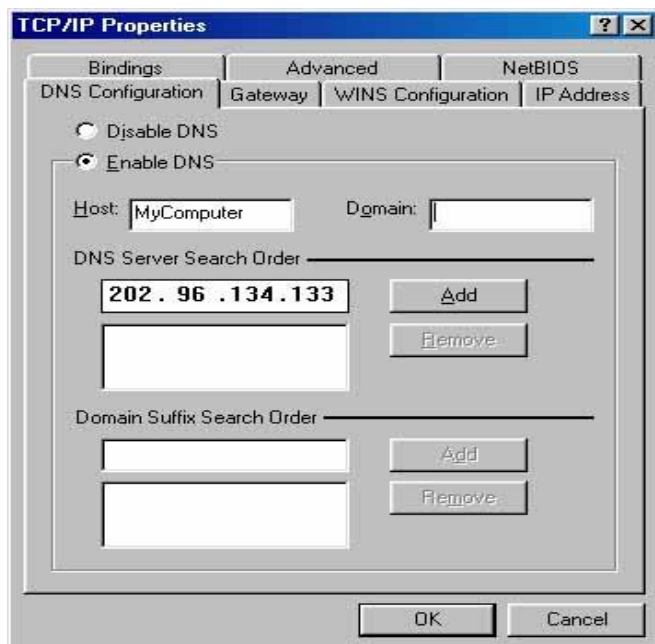 TCP/IP Properties
Bindings Advanced NetBIOS
DNS Configuration Gateway WINS Configuration IP Address
Disable DNS
Enable DNS
Host: MyComputer Domain:
DNS Server Search Order
202. 96 .134.133 Add
Remove
Domain Suffix Search Order
Add
Remove
OK Cancel